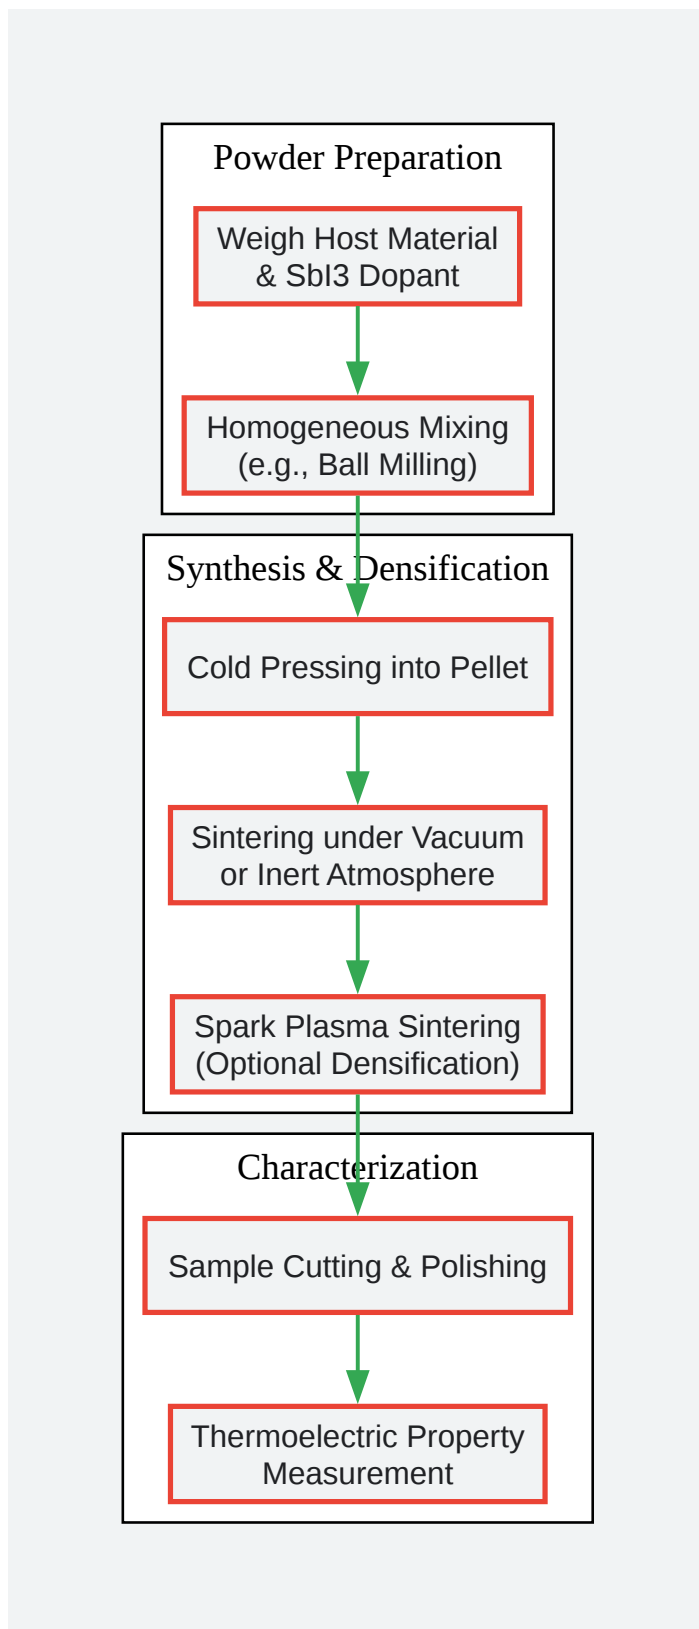 Powder Preparation
Weigh Host Material
& SbI3 Dopant
Homogeneous Mixing
(e.g., Ball Milling)
Synthesis & Densification
Cold Pressing into Pellet
Sintering under Vacuum
or Inert Atmosphere
Spark Plasma Sintering
(Optional Densification)
Characterization
Sample Cutting & Polishing
Thermoelectric Property
Measurement